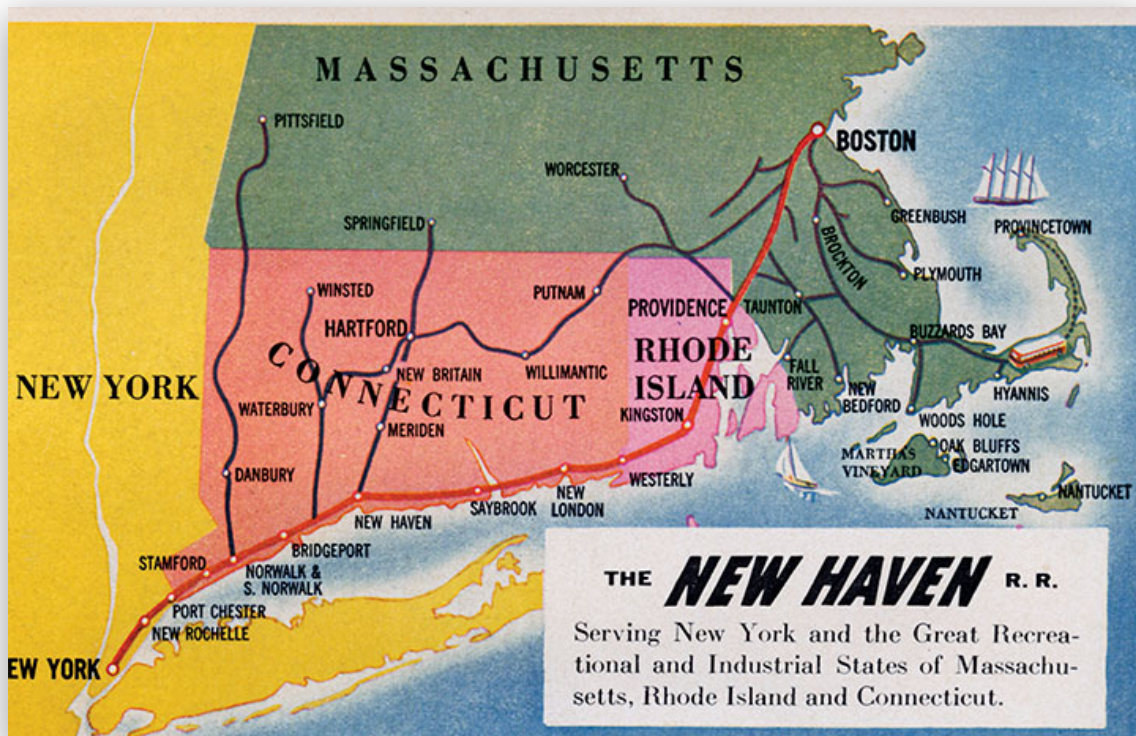 MASSACHUSETTS
PITTSFIELD
BOSTON
WORCESTER
SPRINGFIELD
GREENBUSH
PROVINCETOWN
BROCKTON
PLYMOUTH
WINSTED
PUTNAM
PROVIDENCE
TAUNTON
HARTFORD
BUZZARDS BAY
CONNECTICUT
NEW BRITAIN
WILLIMANTIC
RHODE
ISLAND
FALL
RIVER
NEW
BEDFORD
HYANNIS
NEW YORK
WATERBURY
MERIDEN
KINGSTON
WOODS HOLE
MARTHA'S
VINEYARD
OAK BLUFFS
EDGARTOWN
DANBURY
WESTERLY
NANTUCKET
NANTUCKET
NEW HAVEN
SAYBROOK
NEW
LONDON
BRIDGEPORT
STAMFORD
NORWALK &
S. NORWALK
PORT CHESTER
NEW ROCHELLE
EW YORK
THE NEW HAVEN R. R.
Serving New York and the Great Recrea-
tional and Industrial States of Massachu-
setts, Rhode Island and Connecticut.